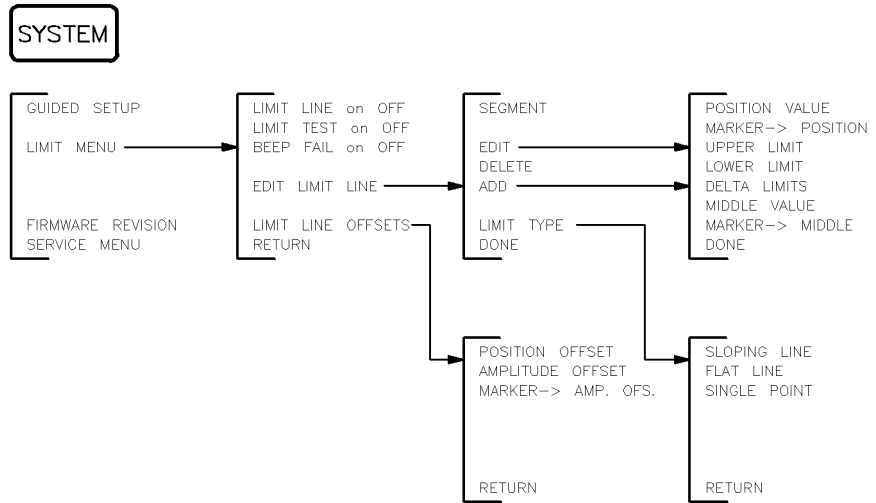 SYSTEM
GUIDED SETUP
LIMIT MENU
FIRMWARE REVISION
SERVICE MENU
LIMIT LINE on OFF
LIMIT TEST on OFF
BEEP FAIL on OFF
EDIT LIMIT LINE
LIMIT LINE OFFSETS
RETURN
SEGMENT
EDIT
DELETE
ADD
LIMIT TYPE
DONE
POSITION VALUE
MARKER-> POSITION
UPPER LIMIT
LOWER LIMIT
DELTA LIMITS
MIDDLE VALUE
MARKER-> MIDDLE
DONE
POSITION OFFSET
AMPLITUDE OFFSET
MARKER-> AMP. OFS.
RETURN
SLOPING LINE
FLAT LINE
SINGLE POINT
RETURN